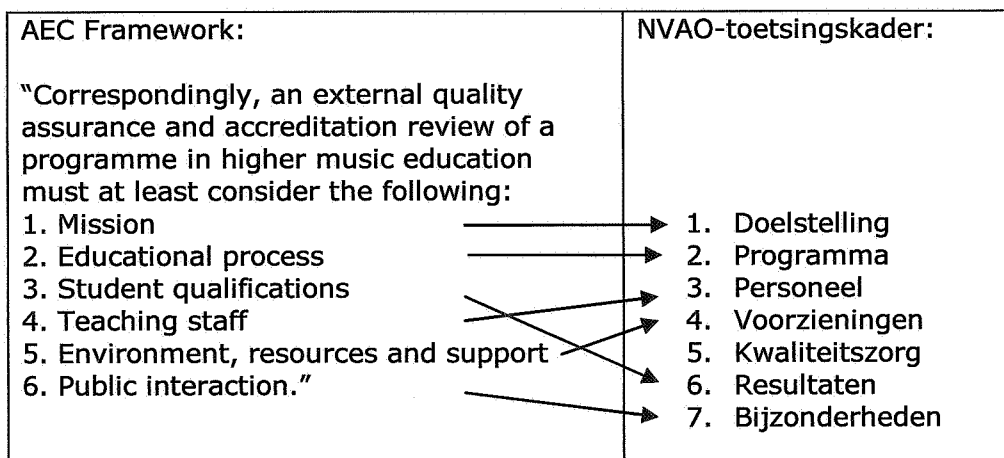 AEC Framework:
"Correspondingly, an external quality
assurance and accreditation review of a
programme in higher music education
must at least consider the following:
1. Mission
2. Educational process
3. Student qualifications
4. Teaching staff
5. Environment, resources and support
6. Public interaction."
NVAO-toetsingskader:
1. Doelstelling
2. Programma
3. Personeel
4. Voorzieningen
5. Kwaliteitszorg
6. Resultaten
7. Bijzonderheden